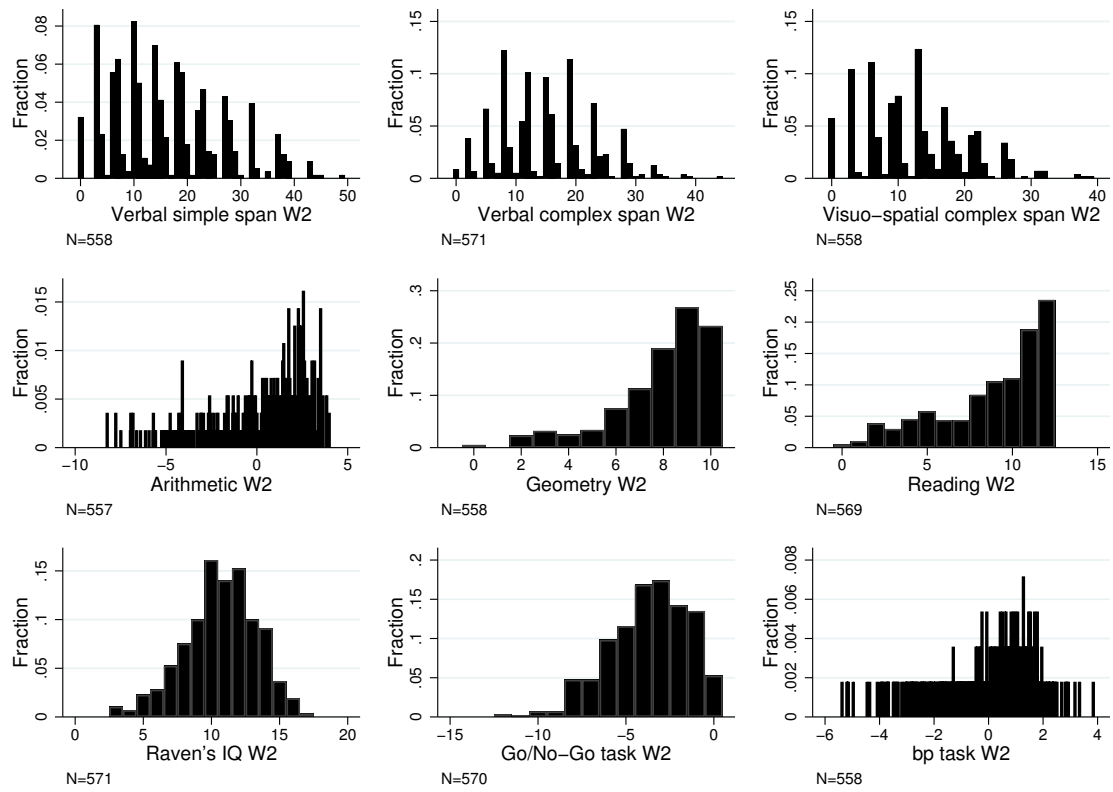 Fraction
0 .02 .04 .06 .08
0 10 20 30 40 50
Verbal simple span W2
N=558
Fraction
0 .05 .1 .15
0 10 20 30 40
Verbal complex span W2
N=571
Fraction
0 .05 .1 .15
0 10 20 30 40
Visuo−spatial complex span W2
N=558
Fraction
0 .005 .01 .015
−10 −5 0 5
Arithmetic W2
N=557
Fraction
0 .1 .2 .3
0 2 4 6 8 10
Geometry W2
N=558
Fraction
0 .05 .1 .15 .2 .25
0 5 10 15
Reading W2
N=569
Fraction
0 .05 .1 .15
0 5 10 15 20
Raven's IQ W2
N=571
Fraction
0 .05 .1 .15 .2
−15 −10 −5 0
Go/No−Go task W2
N=570
Fraction
0 .002 .004 .006 .008
−6 −4 −2 0 2 4
bp task W2
N=558